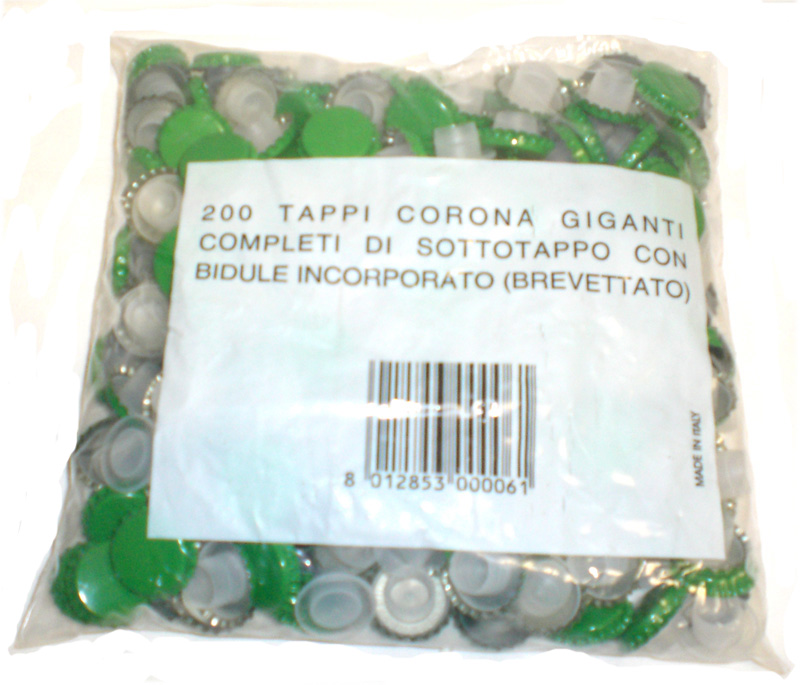 200 TAPPI CORONA GIGANTI
COMPLETI DI SOTTOTAPPO CON
BIDULE INCORPORATO (BREVETTATO)
8 012853 000061
MADE IN ITALY